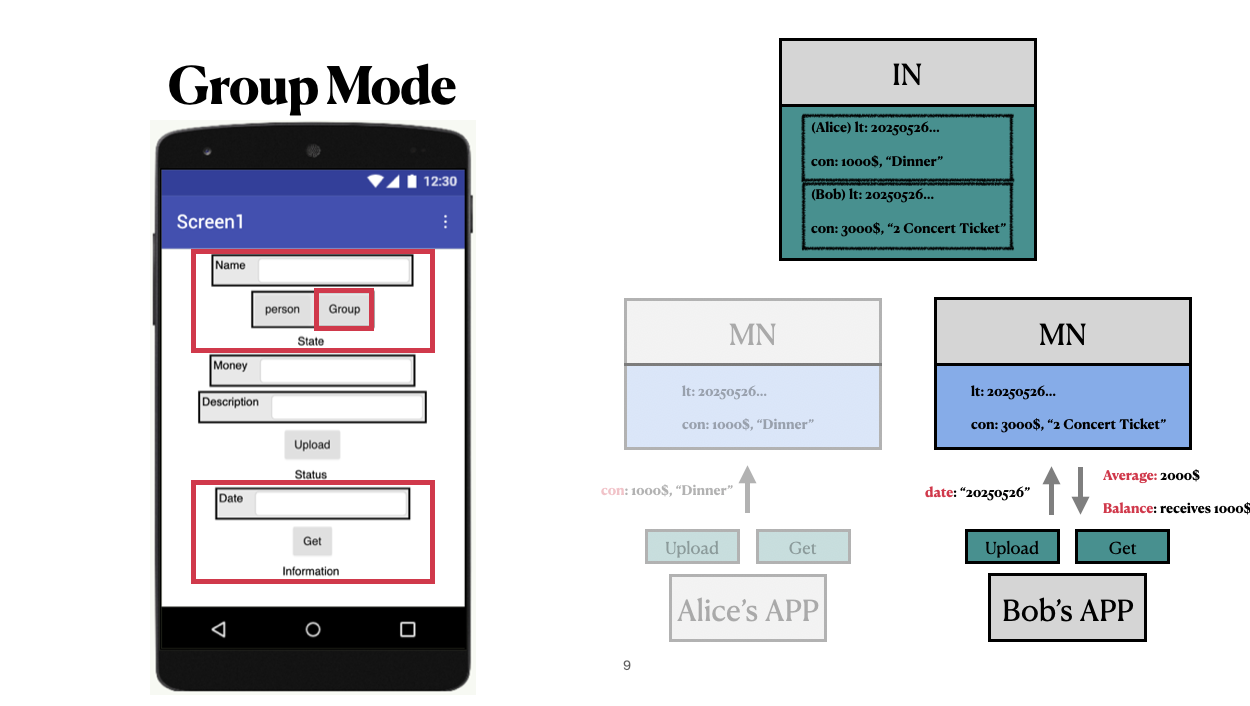 Group Mode
12:30
Screen1
Name
person
Group
State
Money
Description
Upload
Status
Date
Get
Information
IN
(Alice) lt: 20250526...
con: 1000$, “Dinner”
(Bob) lt: 20250526...
con: 3000$, “2 Concert Ticket”
MN
lt: 20250526...
con: 1000$, “Dinner”
con: 1000$, “Dinner”
Upload
Get
Alice’s APP
MN
lt: 20250526...
con: 3000$, “2 Concert Ticket”
date: “20250526”
Average: 2000$
Balance: receives 1000$
Upload
Get
Bob’s APP
9